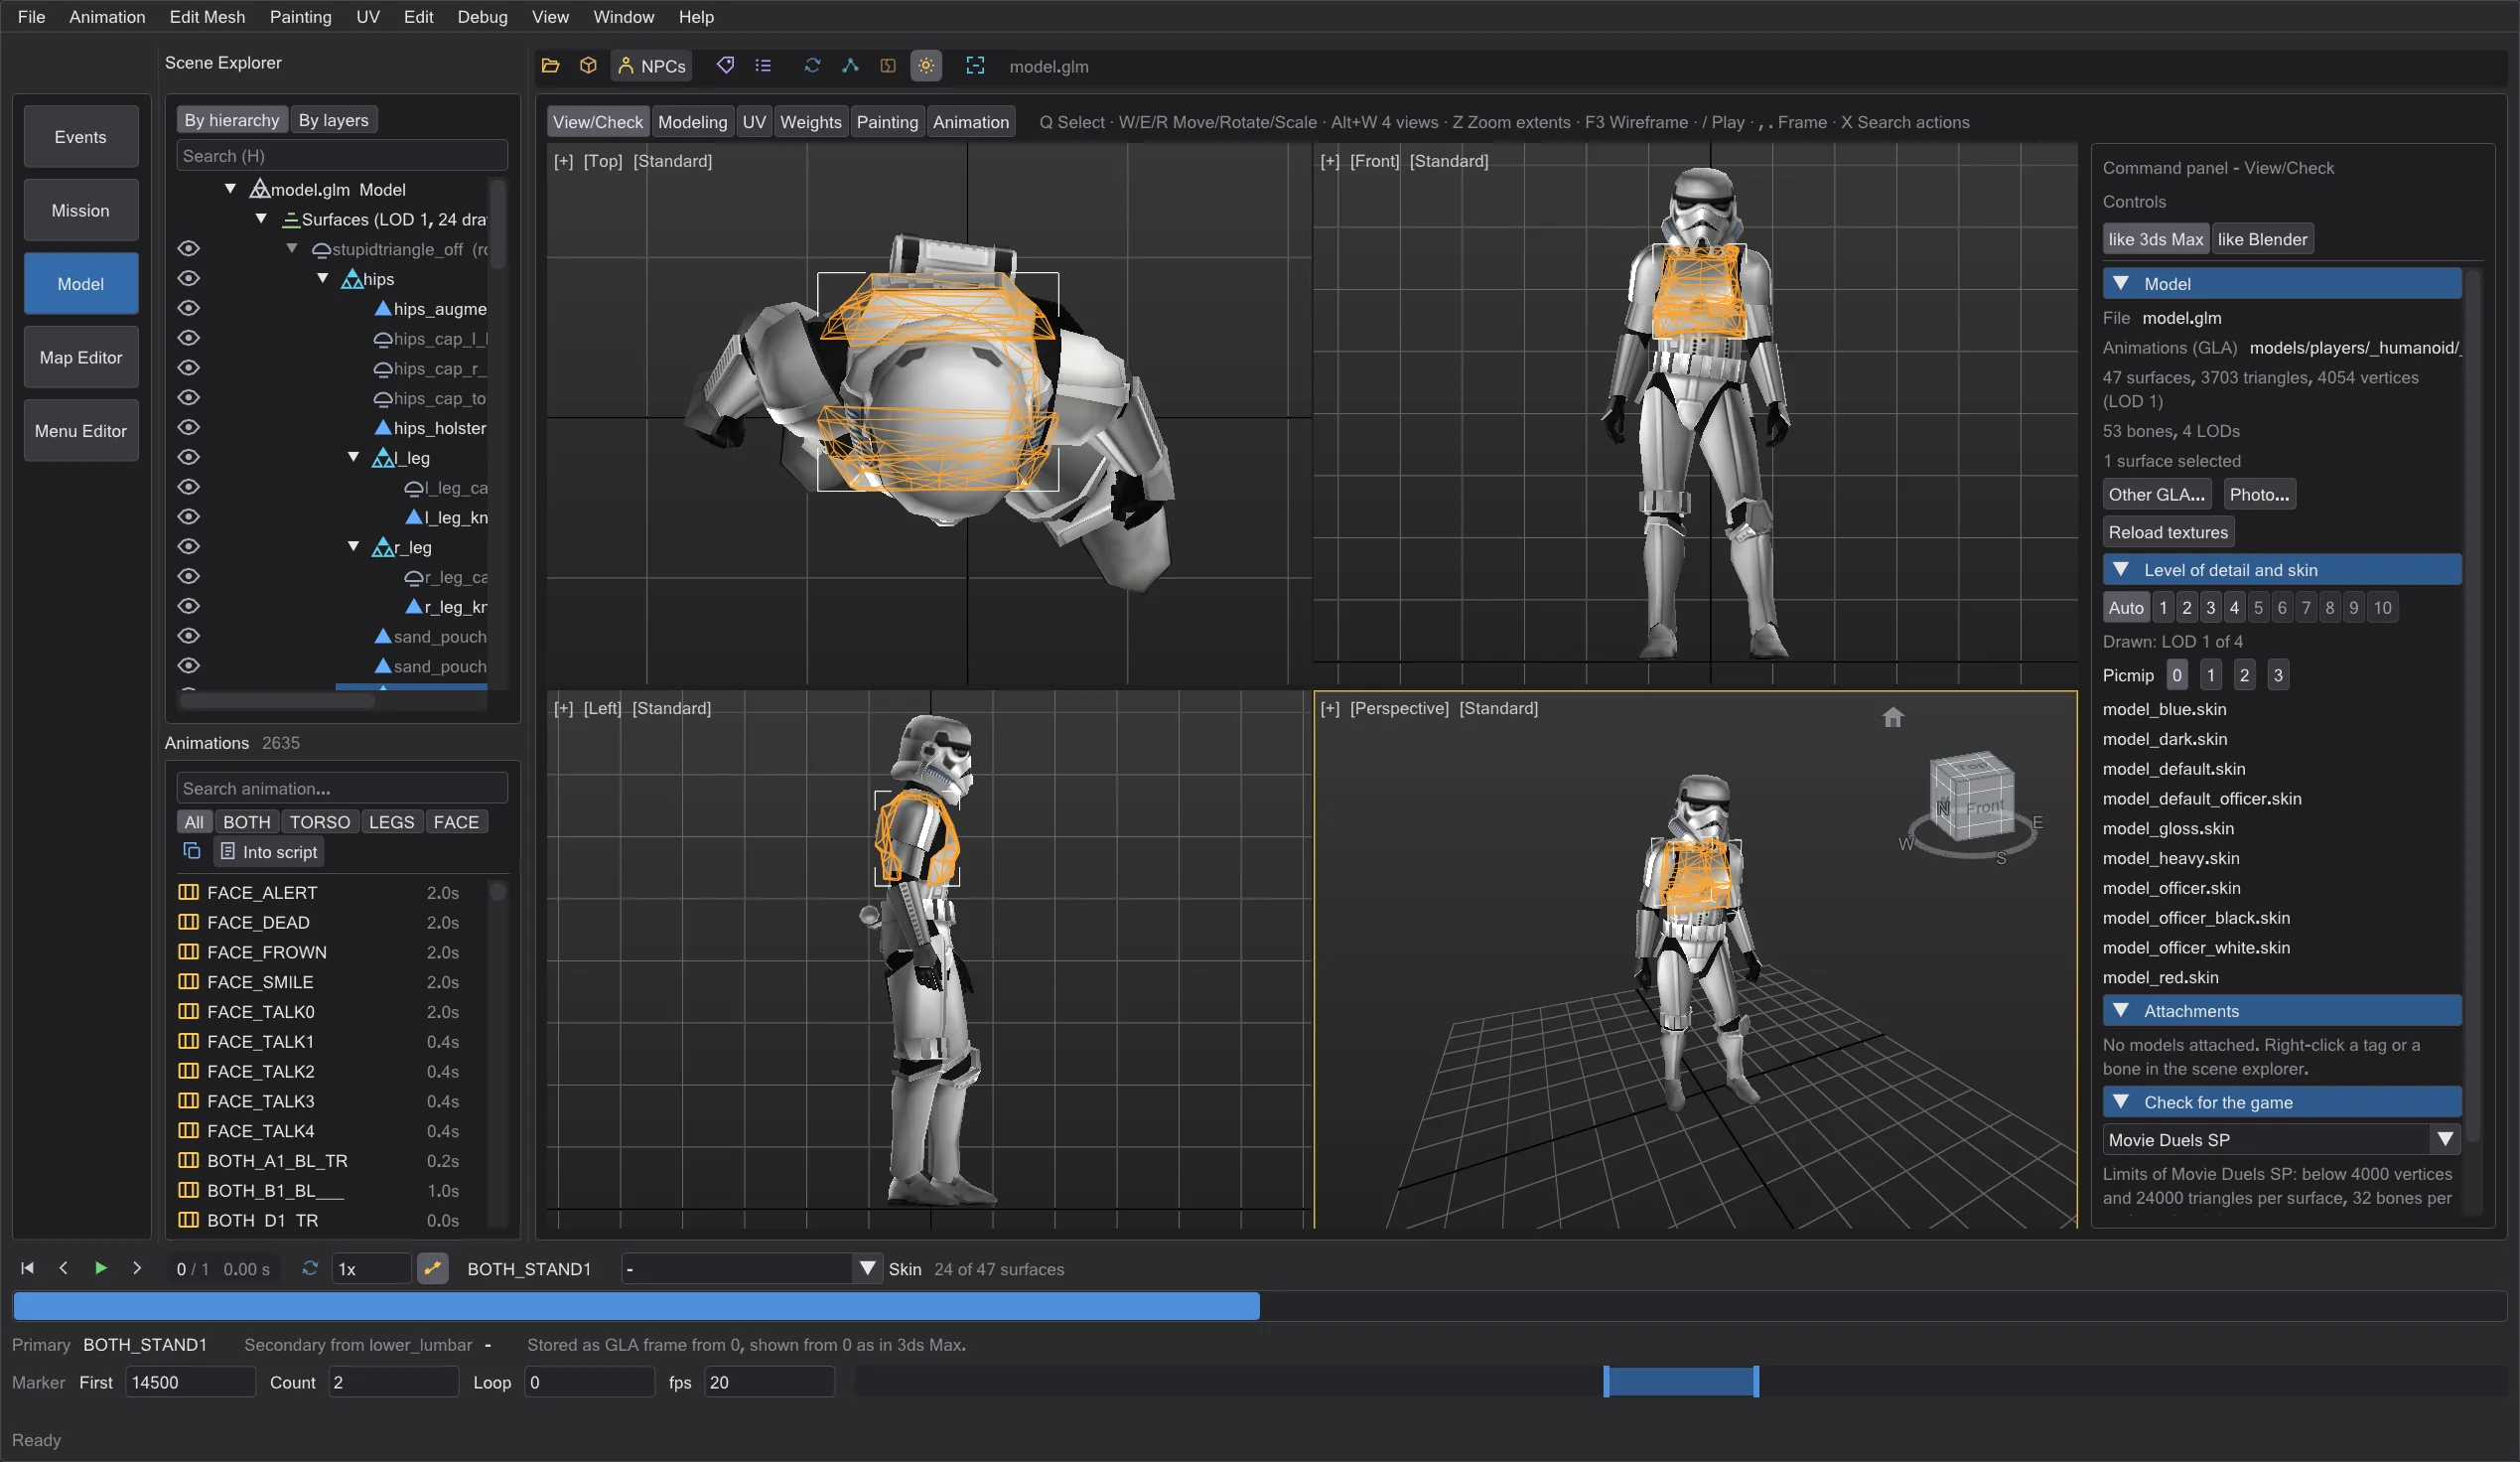 File Animation Edit Mesh Painting UV Edit Debug View Window Help
Scene Explorer
NPCs model.glm
Events
Mission
Model
Map Editor
Menu Editor
By hierarchy By layers
Search (H)
model.glm Model
Surfaces (LOD 1, 24 dra
stupidtriangle_off (ro
hips
hips_augme
hips_cap_l_
hips_cap_r_
hips_cap_to
hips_holster
l_leg
l_leg_ca
l_leg_kn
r_leg
r_leg_ca
r_leg_kn
sand_pouch
sand_pouch
Animations 2635
Search animation...
All BOTH TORSO LEGS FACE
Into script
FACE_ALERT 2.0s
FACE_DEAD 2.0s
FACE_FROWN 2.0s
FACE_SMILE 2.0s
FACE_TALK0 2.0s
FACE_TALK1 0.4s
FACE_TALK2 0.4s
FACE_TALK3 0.4s
FACE_TALK4 0.4s
BOTH_A1_BL_TR 0.2s
BOTH_B1_BL___ 1.0s
BOTH_D1_TR 0.0s
View/Check Modeling UV Weights Painting Animation Q Select · W/E/R Move/Rotate/Scale · Alt+W 4 views · Z Zoom extents · F3 Wireframe · / Play · , . Frame · X Search actions
[+] [Top] [Standard]
[+] [Front] [Standard]
[+] [Left] [Standard]
[+] [Perspective] [Standard]
Top
N Front
W S E
Command panel - View/Check
Controls
like 3ds Max like Blender
Model
File model.glm
Animations (GLA) models/players/_humanoid/_
47 surfaces, 3703 triangles, 4054 vertices
(LOD 1)
53 bones, 4 LODs
1 surface selected
Other GLA... Photo...
Reload textures
Level of detail and skin
Auto 1 2 3 4 5 6 7 8 9 10
Drawn: LOD 1 of 4
Picmip 0 1 2 3
model_blue.skin
model_dark.skin
model_default.skin
model_default_officer.skin
model_gloss.skin
model_heavy.skin
model_officer.skin
model_officer_black.skin
model_officer_white.skin
model_red.skin
Attachments
No models attached. Right-click a tag or a
bone in the scene explorer.
Check for the game
Movie Duels SP
Limits of Movie Duels SP: below 4000 vertices
and 24000 triangles per surface, 32 bones per
0 / 1 0.00 s 1x BOTH_STAND1 - Skin 24 of 47 surfaces
Primary BOTH_STAND1 Secondary from lower_lumbar - Stored as GLA frame from 0, shown from 0 as in 3ds Max.
Marker First 14500 Count 2 Loop 0 fps 20
Ready